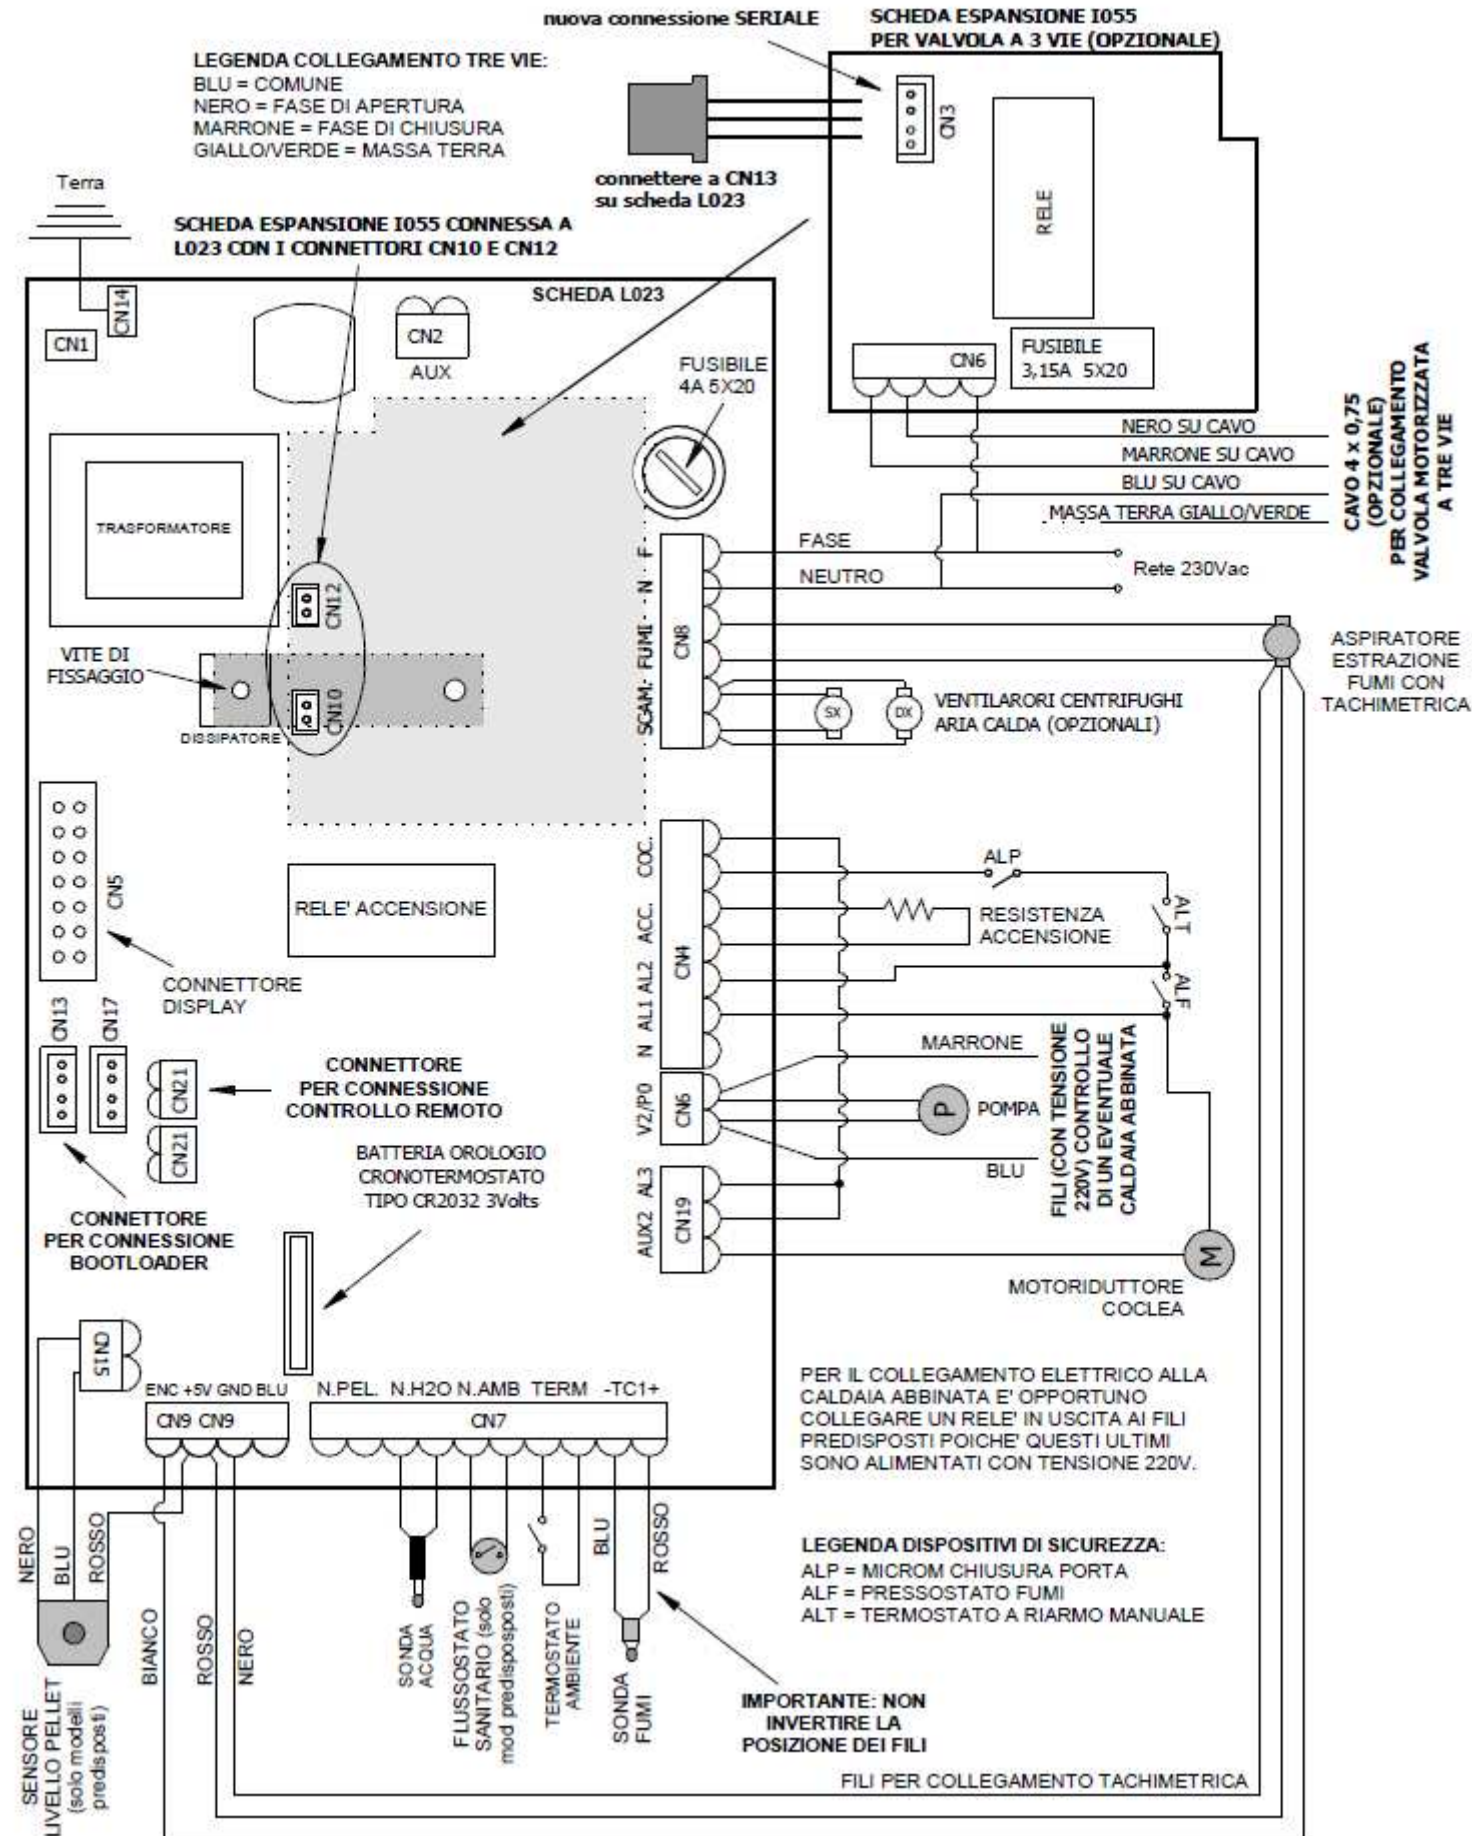 nuova connessione SERIALE
SCHEDA ESPANSIONE I055
PER VALVOLA A 3 VIE (OPZIONALE)
LEGENDA COLLEGAMENTO TRE VIE:
BLU = COMUNE
NERO = FASE DI APERTURA
MARRONE = FASE DI CHIUSURA
GIALLO/VERDE = MASSA TERRA
CN3
connettere a CN13
su scheda L023
RELE
Terra
SCHEDA ESPANSIONE I055 CONNESSA A
L023 CON I CONNETTORI CN10 E CN12
SCHEDA L023
CN14
CN1
CN2
AUX
FUSIBILE
4A 5X20
CN6
FUSIBILE
3,15A 5X20
NERO SU CAVO
MARRONE SU CAVO
BLU SU CAVO
MASSA TERRA GIALLO/VERDE
CAVO 4 x 0,75
(OPZIONALE)
PER COLLEGAMENTO
VALVOLA MOTORIZZATA
A TRE VIE
TRASFORMATORE
FASE
NEUTRO
Rete 230Vac
F
N
FUMI
SCAM.
CN8
CN12
CN10
VITE DI
FISSAGGIO
DISSIPATORE
ASPIRATORE
ESTRAZIONE
FUMI CON
TACHIMETRICA
SX
DX
VENTILARORI CENTRIFUGHI
ARIA CALDA (OPZIONALI)
CN5
CONNETTORE
DISPLAY
RELE' ACCENSIONE
COC.
ACC.
AL2
AL1
N
CN4
ALP
ALT
ALF
RESISTENZA
ACCENSIONE
CN13
CN17
CN21
CN21
CONNETTORE
PER CONNESSIONE
CONTROLLO REMOTO
BATTERIA OROLOGIO
CRONOTERMOSTATO
TIPO CR2032 3Volts
CONNETTORE
PER CONNESSIONE
BOOTLOADER
V2/P0
CN6
MARRONE
P
POMPA
BLU
FILI (CON TENSIONE
220V) CONTROLLO
DI UN EVENTUALE
CALDAIA ABBINATA
AL3
AUX2
CN19
M
MOTORIDUTTORE
COCLEA
CN15
ENC +5V GND BLU
CN9 CN9
N.PEL. N.H2O N.AMB TERM -TC1+
CN7
PER IL COLLEGAMENTO ELETTRICO ALLA
CALDAIA ABBINATA E' OPPORTUNO
COLLEGARE UN RELE' IN USCITA AI FILI
PREDISPOSTI POICHE' QUESTI ULTIMI
SONO ALIMENTATI CON TENSIONE 220V.
NERO
BLU
ROSSO
BIANCO
ROSSO
NERO
SENSORE
LIVELLO PELLET
(solo modelli
predisposti)
SONDA
ACQUA
FLUSSOSTATO
SANITARIO (solo
mod predisposposti)
TERMOSTATO
AMBIENTE
BLU
ROSSO
SONDA
FUMI
LEGENDA DISPOSITIVI DI SICUREZZA:
ALP = MICROM CHIUSURA PORTA
ALF = PRESSOSTATO FUMI
ALT = TERMOSTATO A RIARMO MANUALE
IMPORTANTE: NON
INVERTIRE LA
POSIZIONE DEI FILI
FILI PER COLLEGAMENTO TACHIMETRICA